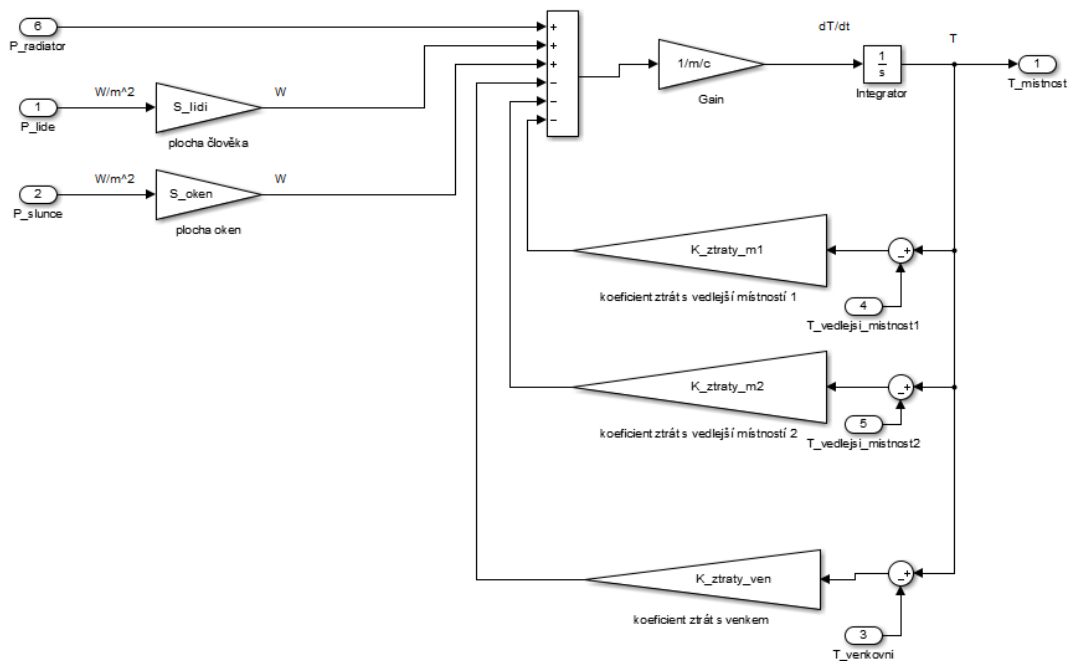 6
P_radiator
W/m^2
1
P_lide
S_lidi
plocha člověka
W
W/m^2
2
P_slunce
S_oken
plocha oken
W
+
+
+
−
−
−
1/m/c
Gain
dT/dt
1
s
Integrator
T
1
T_mistnost
K_ztraty_m1
koeficient ztrát s vedlejší místností 1
− +
4
T_vedlejsi_mistnost1
K_ztraty_m2
koeficient ztrát s vedlejší místností 2
− +
5
T_vedlejsi_mistnost2
K_ztraty_ven
koeficient ztrát s venkem
− +
3
T_venkovni